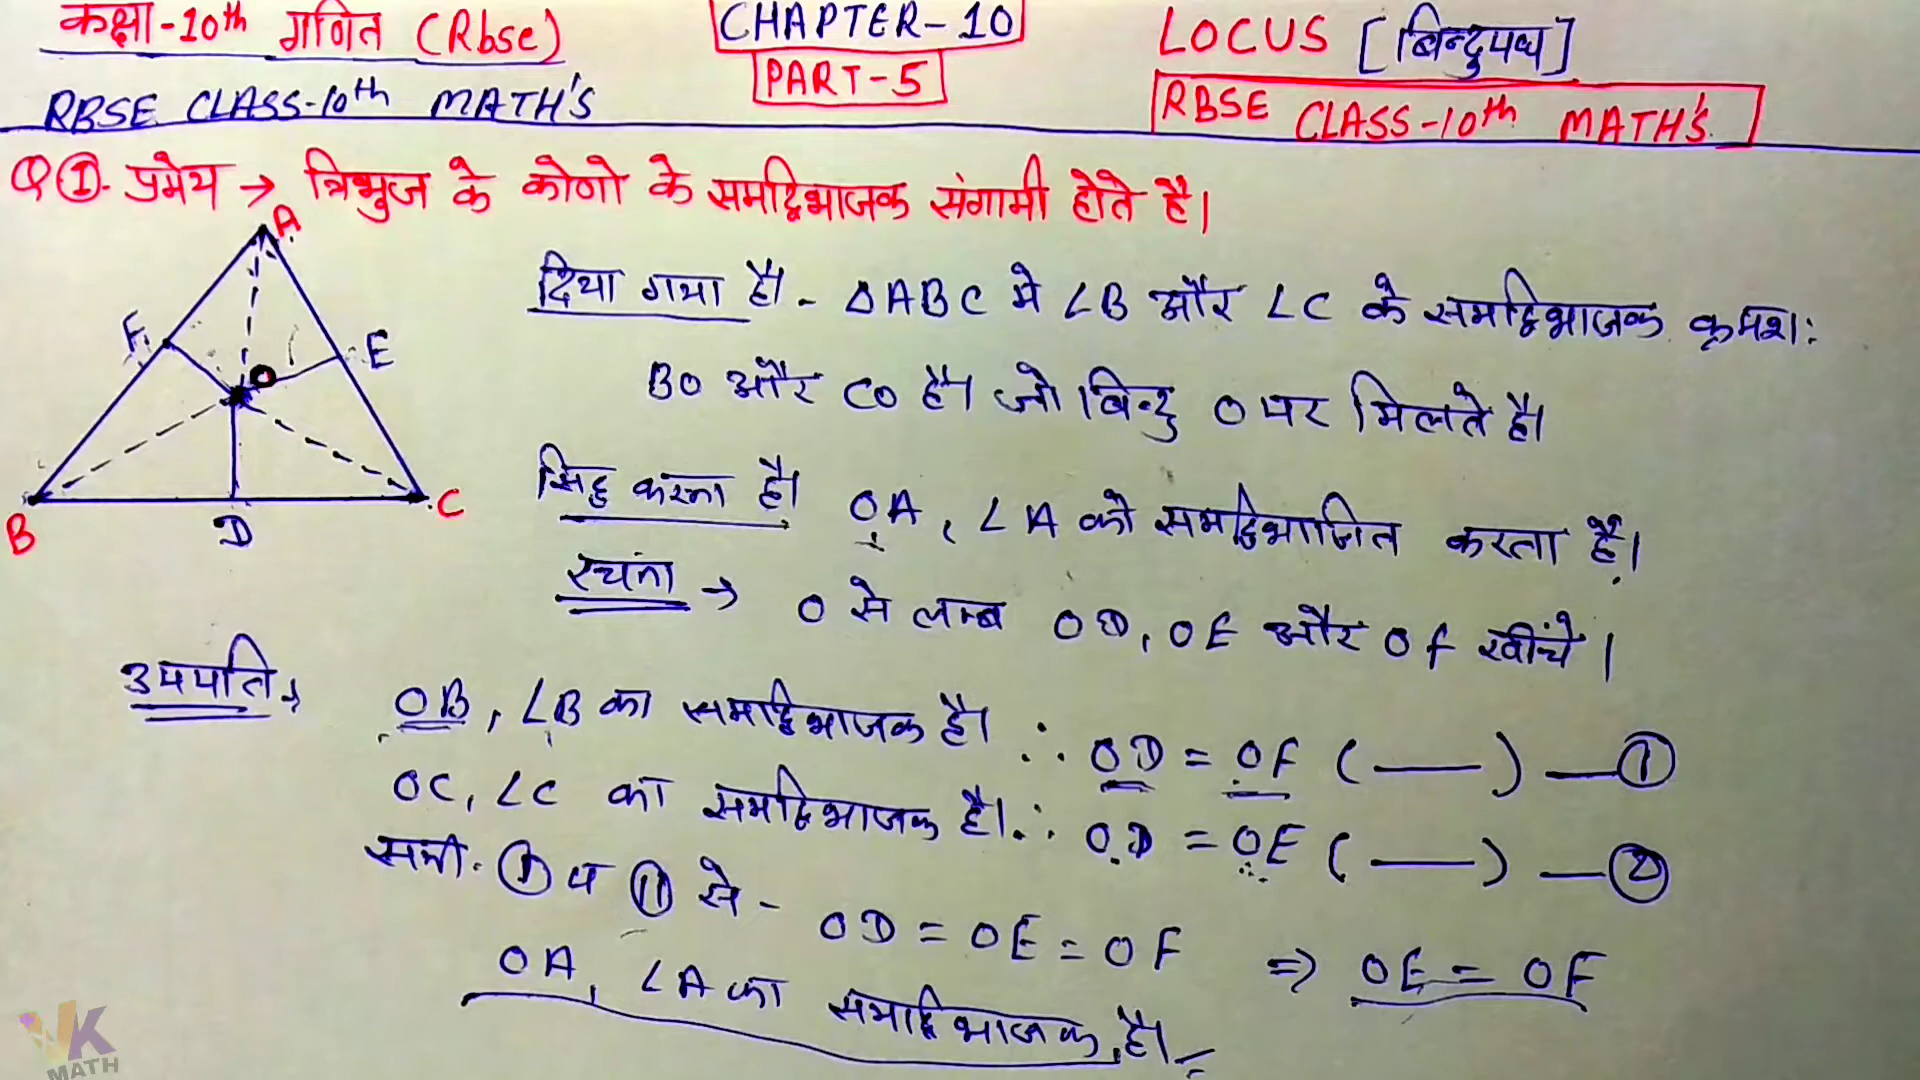 कक्षा-10th गणित (Rbse)
CHAPTER-10
LOCUS [बिन्दुपथ]
PART-5
RBSE CLASS-10th MATH'S
RBSE CLASS-10th MATH'S
Q① प्रमेय → त्रिभुज के कोणो के समद्विभाजक संगामी होते है।
A
F
E
O
B
D
C
दिया गया है। - ΔABC मे ∠B और ∠C के समद्विभाजक क्रमश:
BO और CO है। जो बिन्दु O पर मिलते है।
सिद्ध करना है। OA, ∠A को समद्विभाजित करता है।
रचना → O से लम्ब OD, OE और OF खींचे।
उपपति → OB, ∠B का समद्विभाजक है। ∴ OD = OF (——) —①
OC, ∠C का समद्विभाजक है। ∴ OD = OE (——) —②
समी. ① व ⑪ से - OD = OE = OF ⇒ OE = OF
OA, ∠A का समद्विभाजक है।
VK
MATH